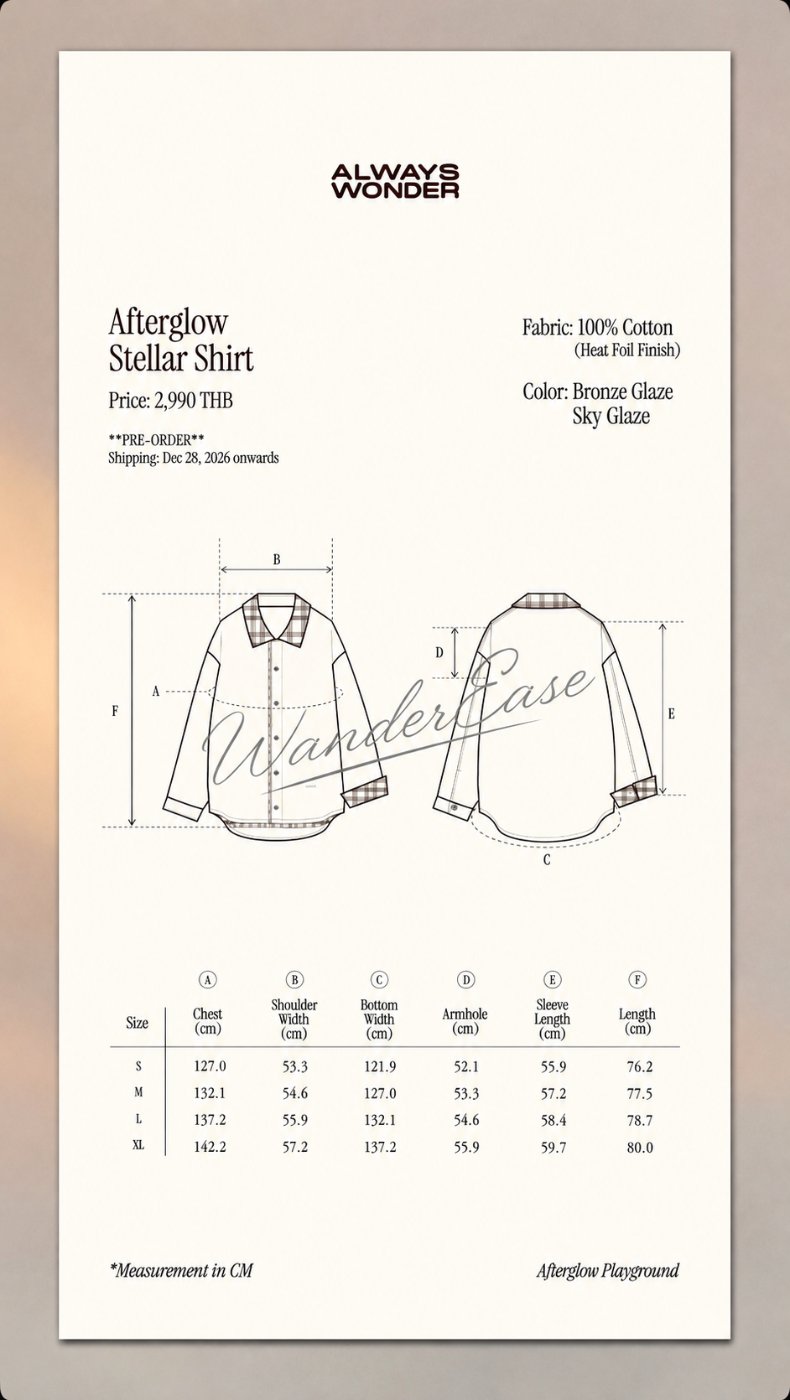 ALWAYS
WONDER
Afterglow
Stellar Shirt
Price: 2,990 THB
**PRE-ORDER**
Shipping: Dec 28, 2026 onwards
Fabric: 100% Cotton
(Heat Foil Finish)
Color: Bronze Glaze
Sky Glaze
B
A
F
D
E
C
WanderEase
A B C D E F
Size Chest (cm) Shoulder Width (cm) Bottom Width (cm) Armhole (cm) Sleeve Length (cm) Length (cm)
S 127.0 53.3 121.9 52.1 55.9 76.2
M 132.1 54.6 127.0 53.3 57.2 77.5
L 137.2 55.9 132.1 54.6 58.4 78.7
XL 142.2 57.2 137.2 55.9 59.7 80.0
*Measurement in CM
Afterglow Playground